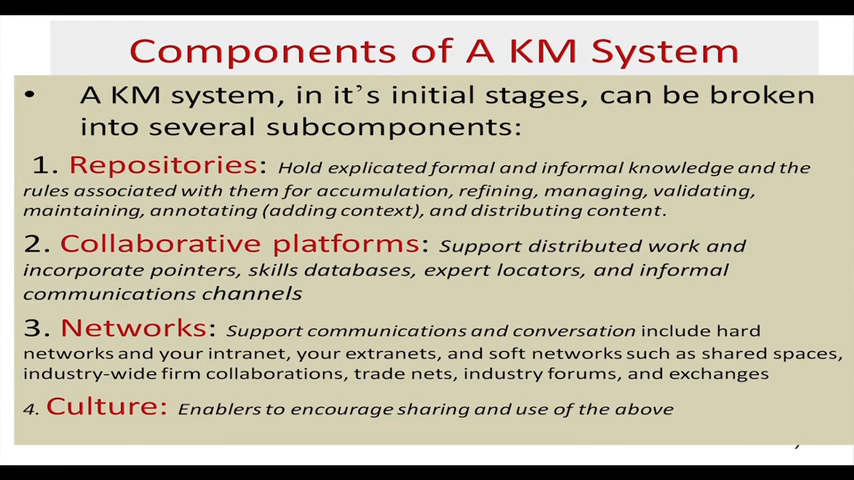 Components of A KM System
• A KM system, in it’s initial stages, can be broken
into several subcomponents:
1. Repositories: Hold explicated formal and informal knowledge and the
rules associated with them for accumulation, refining, managing, validating,
maintaining, annotating (adding context), and distributing content.
2. Collaborative platforms: Support distributed work and
incorporate pointers, skills databases, expert locators, and informal
communications channels
3. Networks: Support communications and conversation include hard
networks and your intranet, your extranets, and soft networks such as shared spaces,
industry-wide firm collaborations, trade nets, industry forums, and exchanges
4. Culture: Enablers to encourage sharing and use of the above